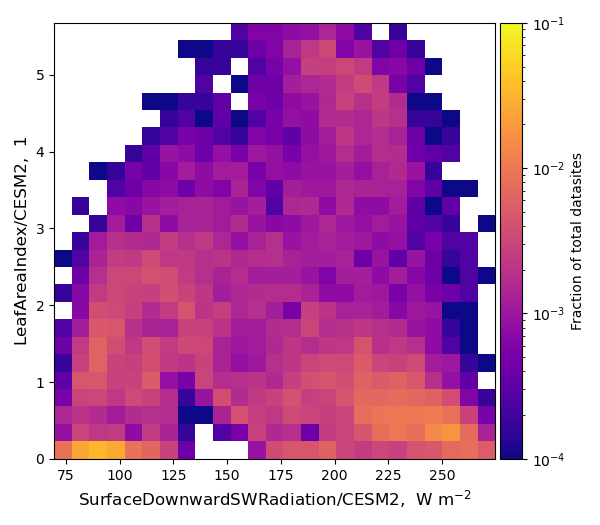 LeafAreaIndex/CESM2,  1
5
4
3
2
1
0
75 100 125 150 175 200 225 250
SurfaceDownwardSWRadiation/CESM2,  W m⁻²
10⁻¹
10⁻²
10⁻³
10⁻⁴
Fraction of total datasites